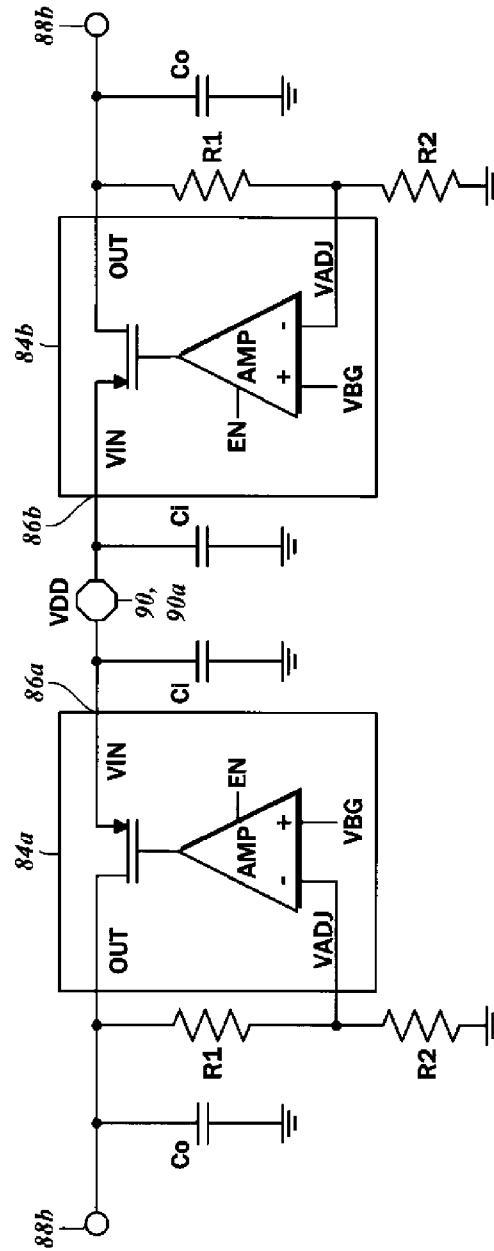 84a
86a
VDD
86b
84b
88b
88b
OUT
VIN
90,
90a
VIN
OUT
Co
R1
AMP
EN
Ci
Ci
EN
AMP
R1
Co
VADJ
-
+
+
-
VADJ
R2
VBG
VBG
R2